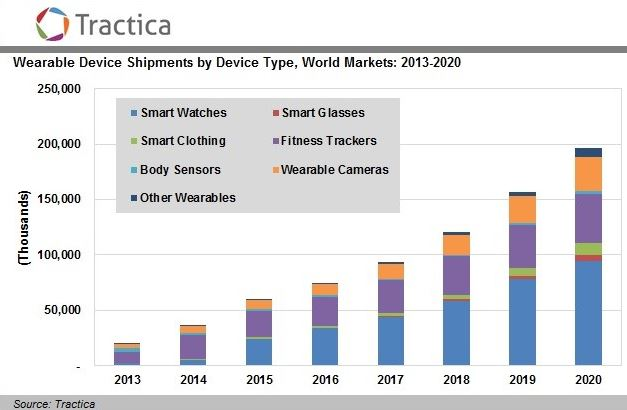 Tractica
Wearable Device Shipments by Device Type, World Markets: 2013-2020
250,000
200,000
150,000
100,000
50,000
-
(Thousands)
Smart Watches
Smart Glasses
Smart Clothing
Fitness Trackers
Body Sensors
Wearable Cameras
Other Wearables
2013 2014 2015 2016 2017 2018 2019 2020
Source: Tractica